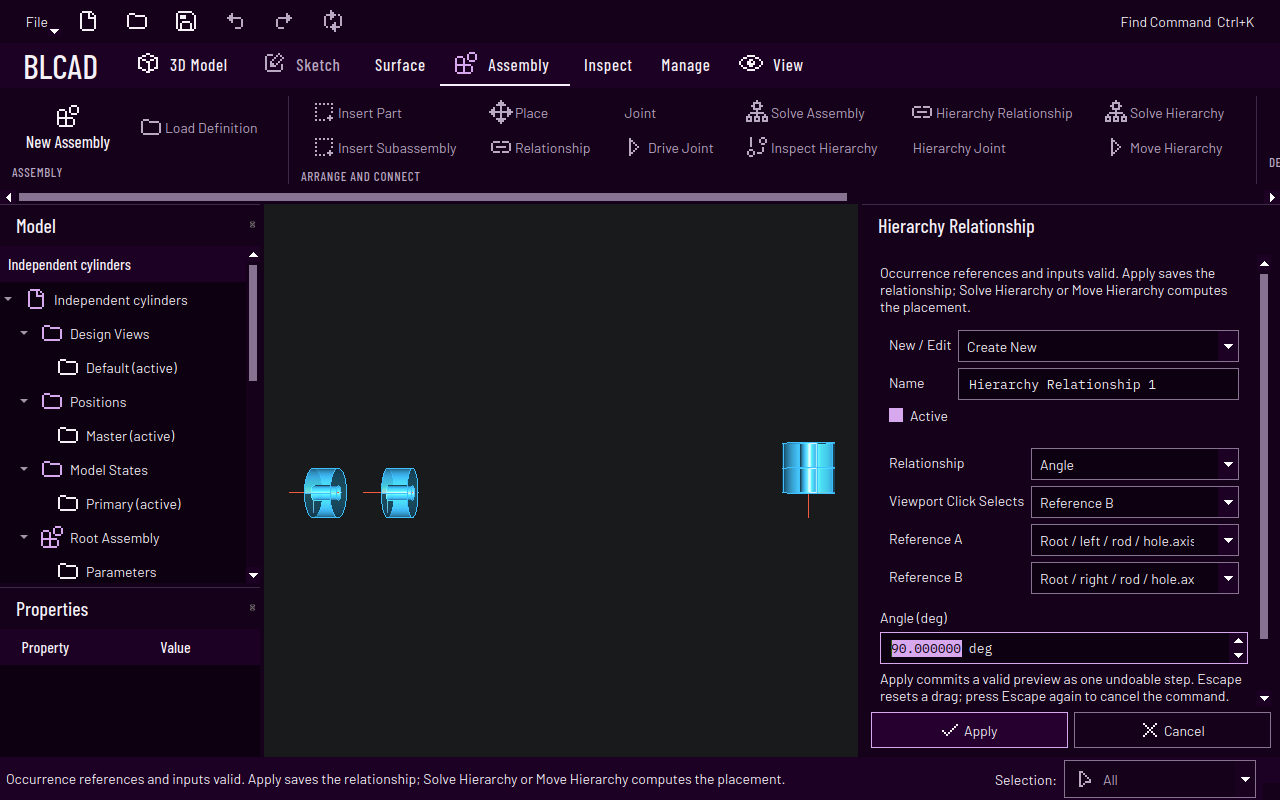 File
Find Command Ctrl+K
BLCAD
3D Model
Sketch
Surface
Assembly
Inspect
Manage
View
New Assembly
Load Definition
ASSEMBLY
Insert Part
Place
Joint
Solve Assembly
Hierarchy Relationship
Solve Hierarchy
Insert Subassembly
Relationship
Drive Joint
Inspect Hierarchy
Hierarchy Joint
Move Hierarchy
ARRANGE AND CONNECT
DE
Model
Independent cylinders
Independent cylinders
Design Views
Default (active)
Positions
Master (active)
Model States
Primary (active)
Root Assembly
Parameters
Properties
Property Value
Hierarchy Relationship
Occurrence references and inputs valid. Apply saves the
relationship; Solve Hierarchy or Move Hierarchy computes
the placement.
New / Edit Create New
Name Hierarchy Relationship 1
Active
Relationship Angle
Viewport Click Selects Reference B
Reference A Root / left / rod / hole.axis
Reference B Root / right / rod / hole.ax
Angle (deg)
90.000000 deg
Apply commits a valid preview as one undoable step. Escape
resets a drag; press Escape again to cancel the command.
Apply
Cancel
Occurrence references and inputs valid. Apply saves the relationship; Solve Hierarchy or Move Hierarchy computes the placement.
Selection: All